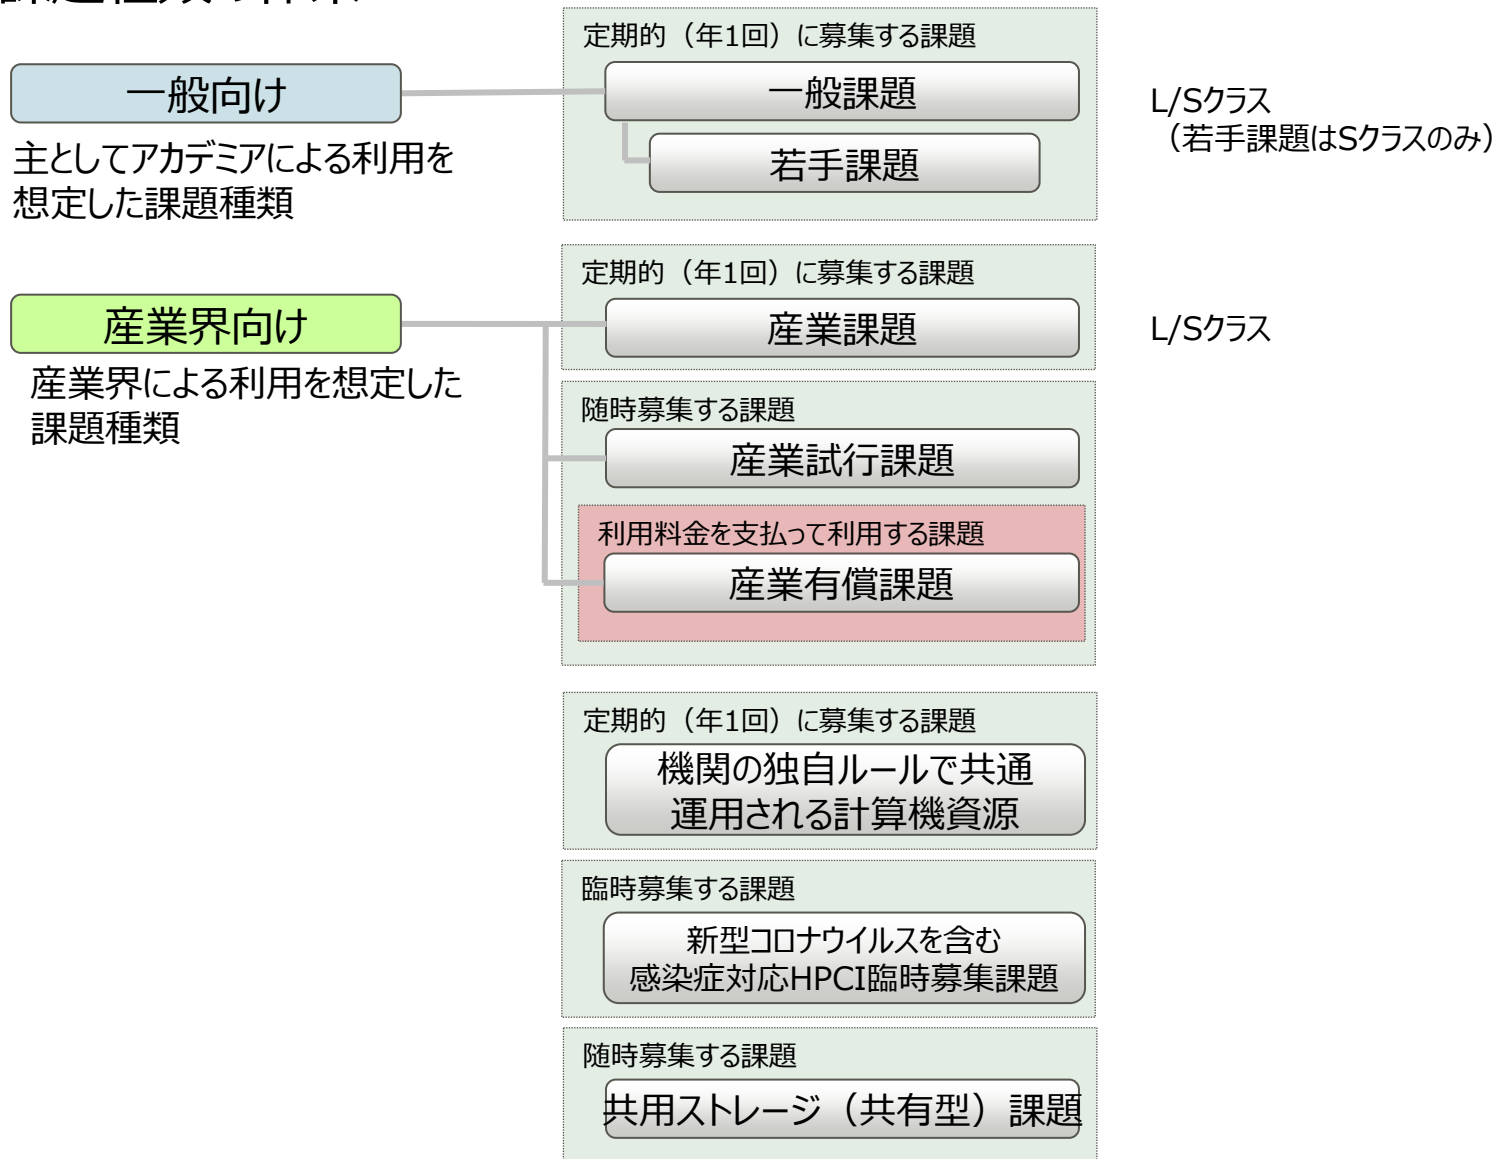 一般向け
主としてアカデミアによる利用を
想定した課題種類
定期的（年1回）に募集する課題
一般課題
若手課題
L/Sクラス
（若手課題はSクラスのみ）
産業界向け
産業界による利用を想定した
課題種類
定期的（年1回）に募集する課題
産業課題
L/Sクラス
随時募集する課題
産業試行課題
利用料金を支払って利用する課題
産業有償課題
定期的（年1回）に募集する課題
機関の独自ルールで共通
運用される計算機資源
臨時募集する課題
新型コロナウイルスを含む
感染症対応HPCI臨時募集課題
随時募集する課題
共用ストレージ（共有型）課題